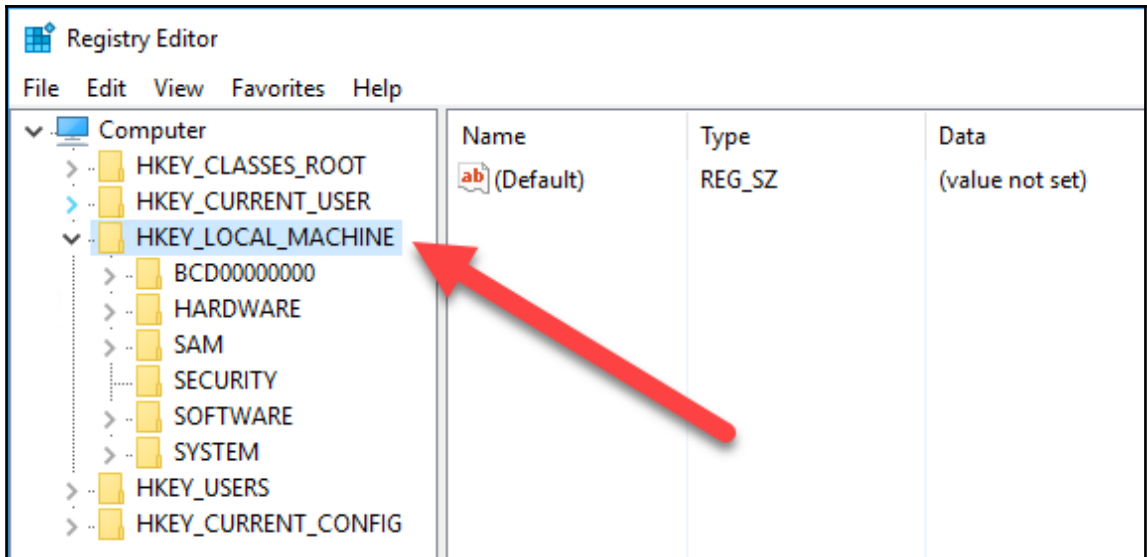 Registry Editor
File Edit View Favorites Help
Computer
HKEY_CLASSES_ROOT
HKEY_CURRENT_USER
HKEY_LOCAL_MACHINE
BCD00000000
HARDWARE
SAM
SECURITY
SOFTWARE
SYSTEM
HKEY_USERS
HKEY_CURRENT_CONFIG
Name Type Data
ab (Default) REG_SZ (value not set)